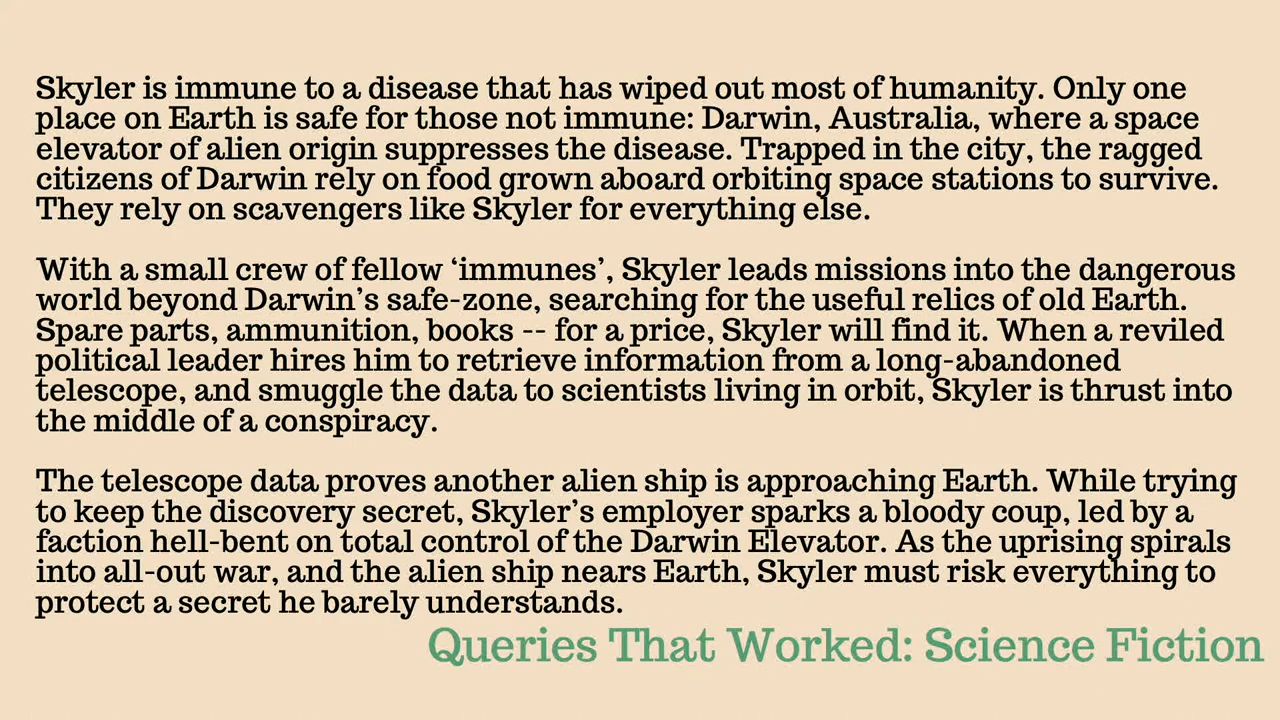 Skyler is immune to a disease that has wiped out most of humanity. Only one
place on Earth is safe for those not immune: Darwin, Australia, where a space
elevator of alien origin suppresses the disease. Trapped in the city, the ragged
citizens of Darwin rely on food grown aboard orbiting space stations to survive.
They rely on scavengers like Skyler for everything else.
With a small crew of fellow ‘immunes’, Skyler leads missions into the dangerous
world beyond Darwin’s safe-zone, searching for the useful relics of old Earth.
Spare parts, ammunition, books -- for a price, Skyler will find it. When a reviled
political leader hires him to retrieve information from a long-abandoned
telescope, and smuggle the data to scientists living in orbit, Skyler is thrust into
the middle of a conspiracy.
The telescope data proves another alien ship is approaching Earth. While trying
to keep the discovery secret, Skyler’s employer sparks a bloody coup, led by a
faction hell-bent on total control of the Darwin Elevator. As the uprising spirals
into all-out war, and the alien ship nears Earth, Skyler must risk everything to
protect a secret he barely understands.
Queries That Worked: Science Fiction